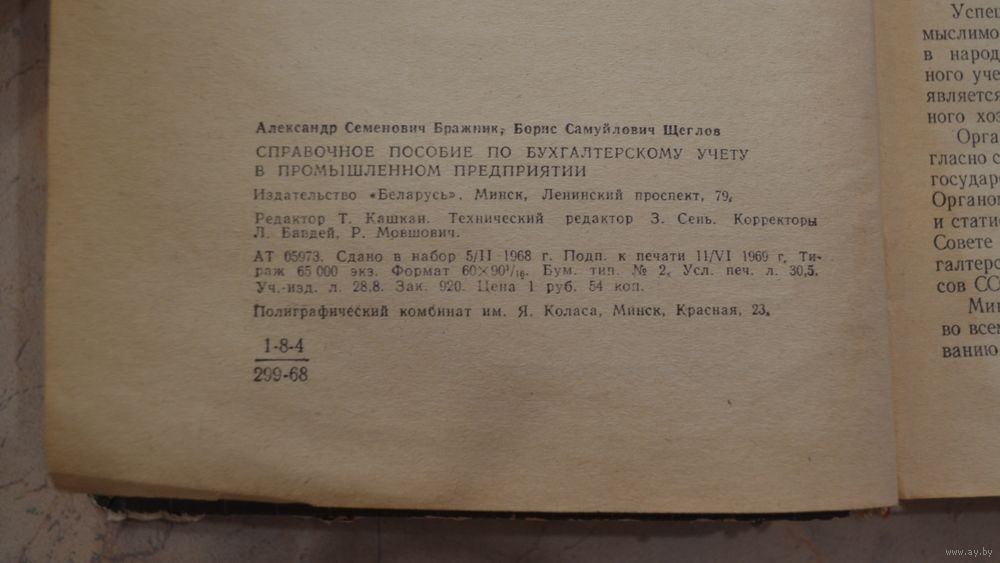 Александр Семенович Бражник, Борис Самуйлович Щеглов
СПРАВОЧНОЕ ПОСОБИЕ ПО БУХГАЛТЕРСКОМУ УЧЕТУ
В ПРОМЫШЛЕННОМ ПРЕДПРИЯТИИ
Издательство «Беларусь». Минск, Ленинский проспект, 79.
Редактор Т. Кашкан. Технический редактор З. Сень. Корректоры
Л. Бавдей, Р. Мовшович.
АТ 05973. Сдано в набор 5/II 1968 г. Подп. к печати 11/VI 1969 г. Ти-
раж 65 000 экз. Формат 60×90¹/₁₆. Бум. тип. № 2. Усл. печ. л. 30,5.
Уч.-изд. л. 28,8. Зак. 920. Цена 1 руб. 54 коп.
Полиграфический комбинат им. Я. Коласа, Минск, Красная, 23.
1-8-4
299-68
Успеш
мыслимо
в народ
ного уче
является
ного хоз
Орга
гласно с
государ
Органом
и стати
Совете
галтерс
сов СС
Мин
во всем
ванию,
www.ay.by